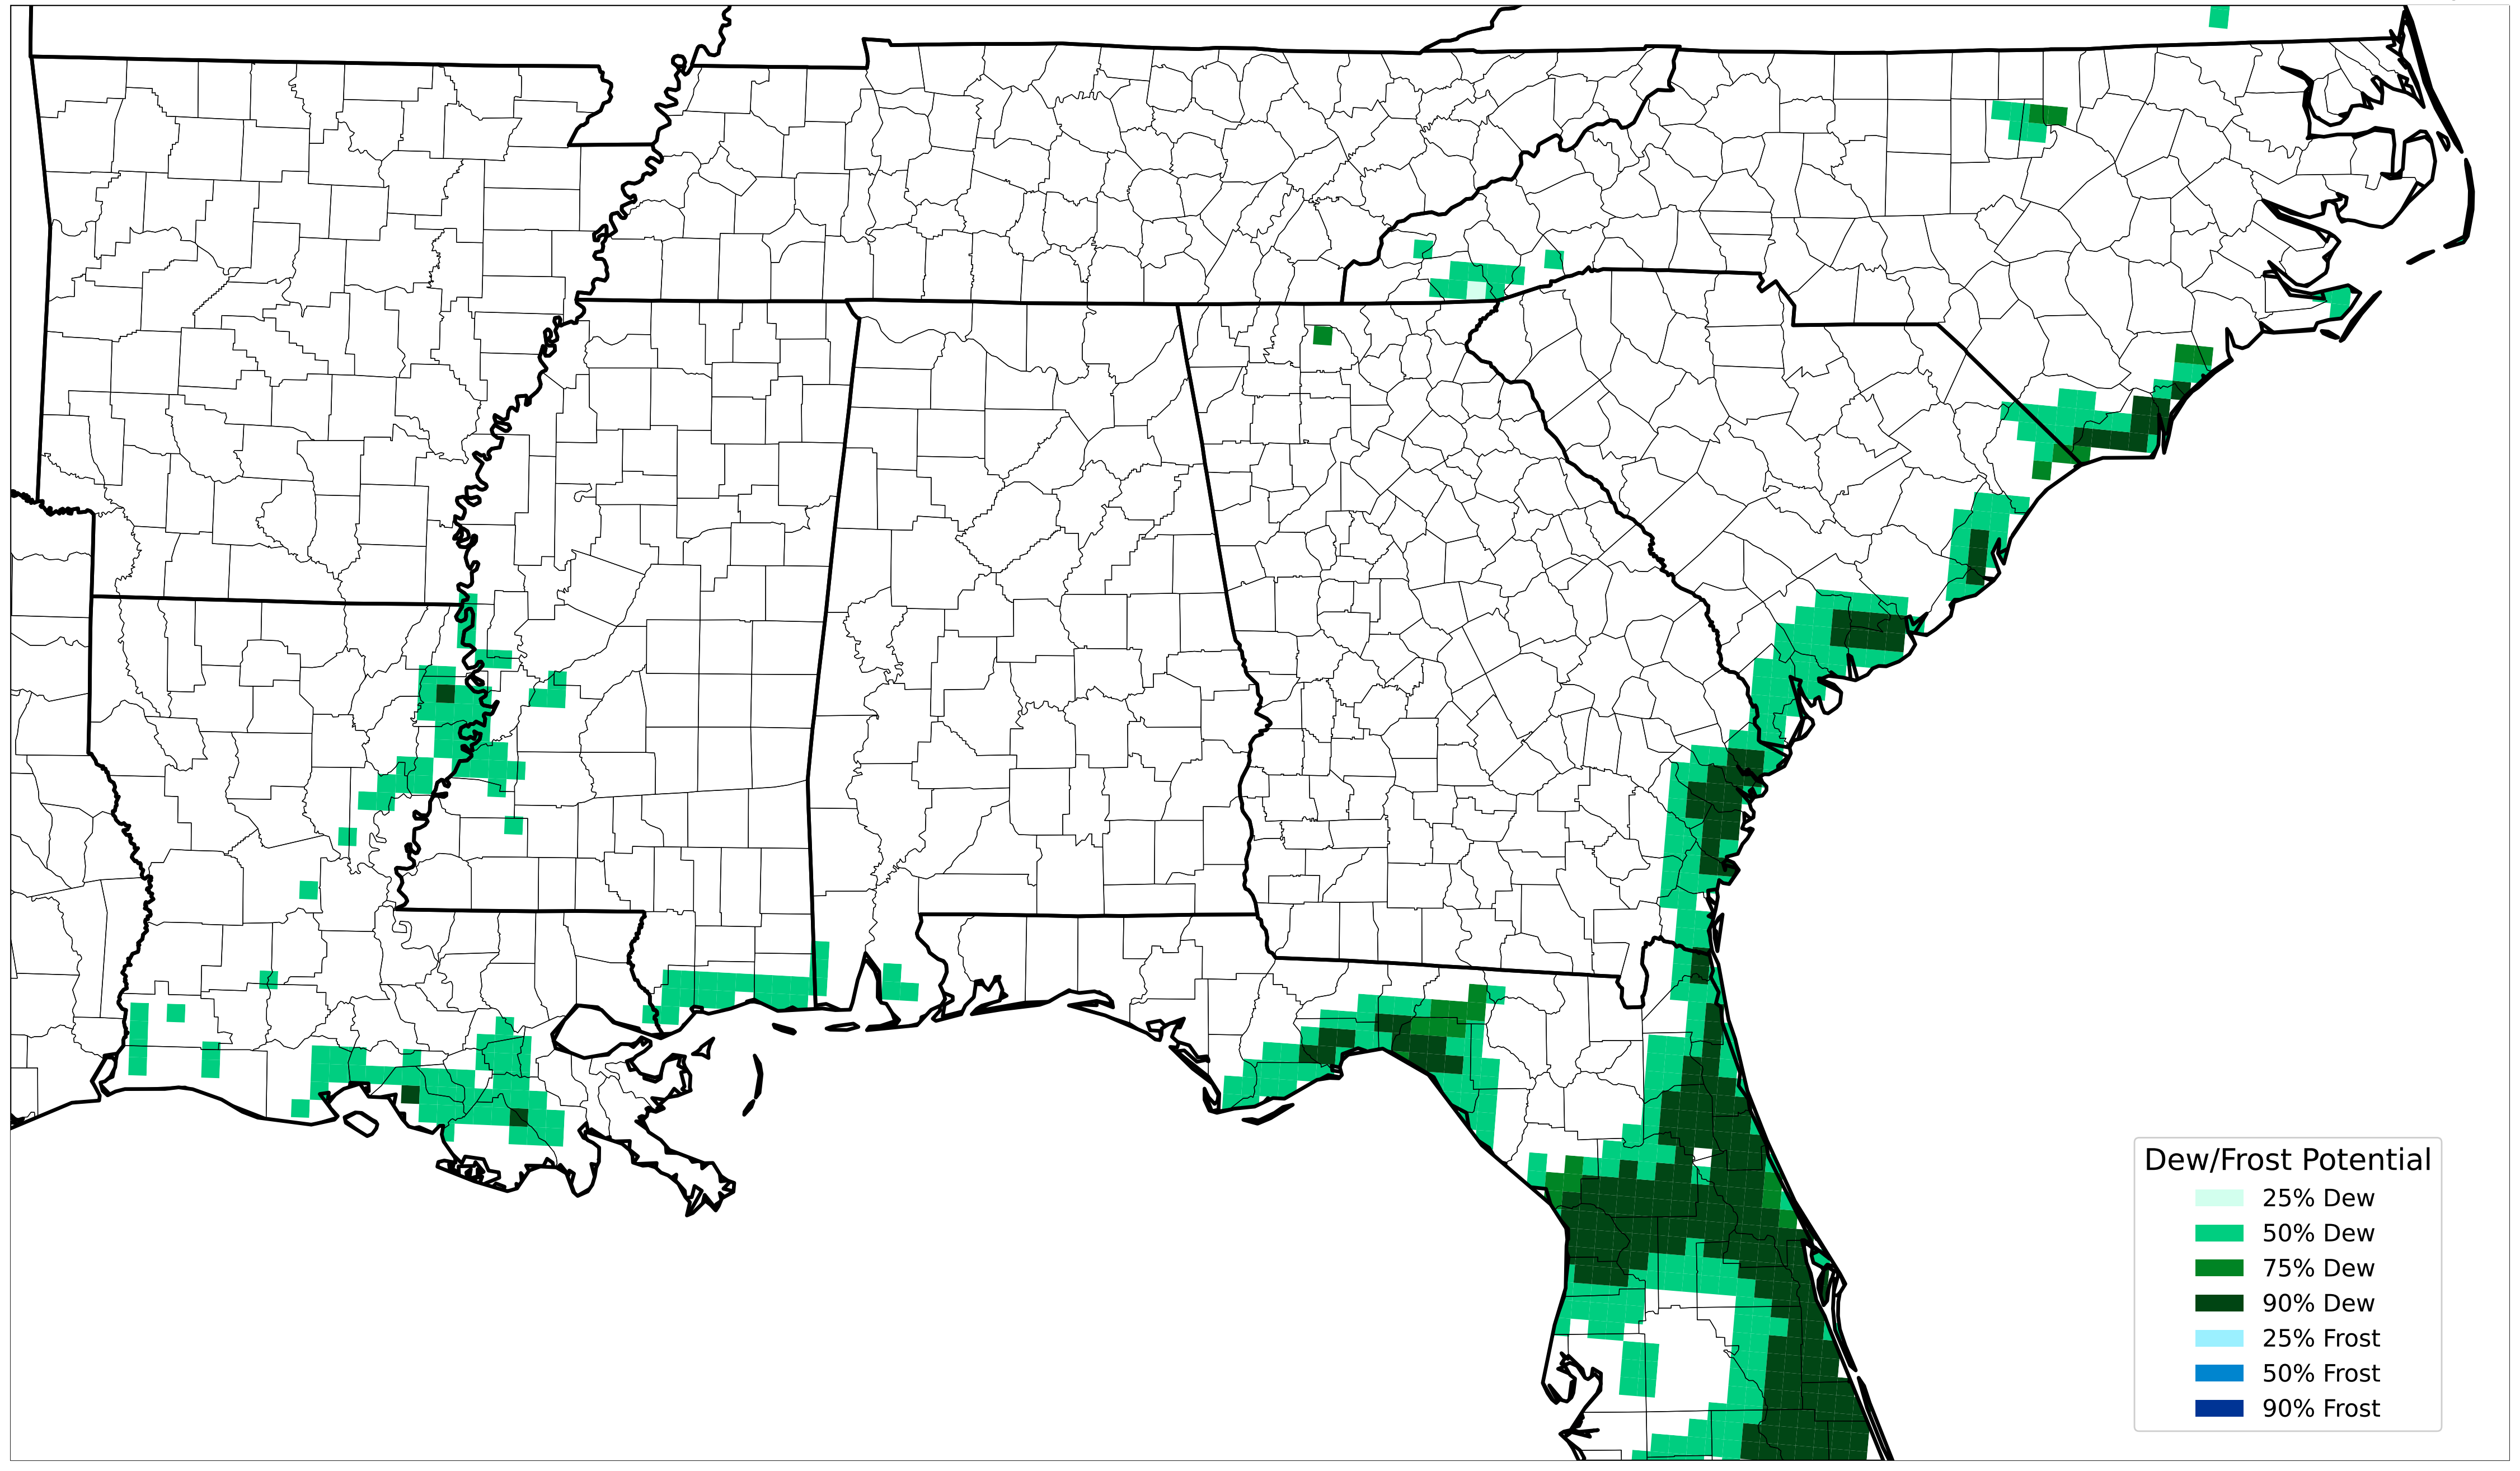 Dew/Frost Potential
25% Dew
50% Dew
75% Dew
90% Dew
25% Frost
50% Frost
90% Frost